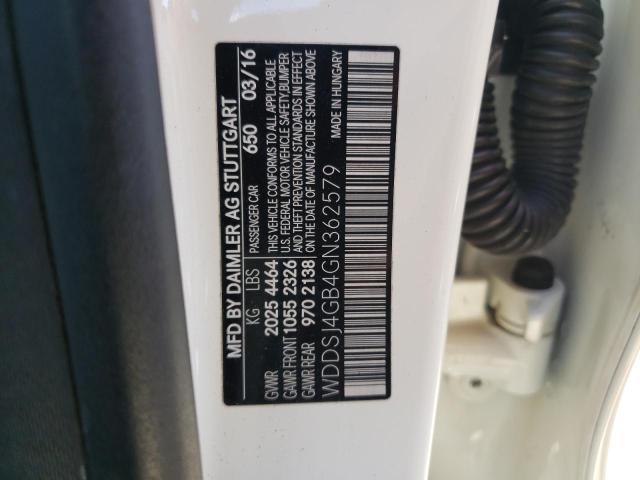 MFD BY DAIMLER AG STUTTGART
KG LBS PASSENGER CAR 650 03/16
GVWR 2025 4464 THIS VEHICLE CONFORMS TO ALL APPLICABLE
GAWR FRONT 1055 2326 U.S. FEDERAL MOTOR VEHICLE SAFETY, BUMPER
GAWR REAR 970 2138 AND THEFT PREVENTION STANDARDS IN EFFECT
ON THE DATE OF MANUFACTURE SHOWN ABOVE
WDDSJ4GB4GN362579 MADE IN HUNGARY